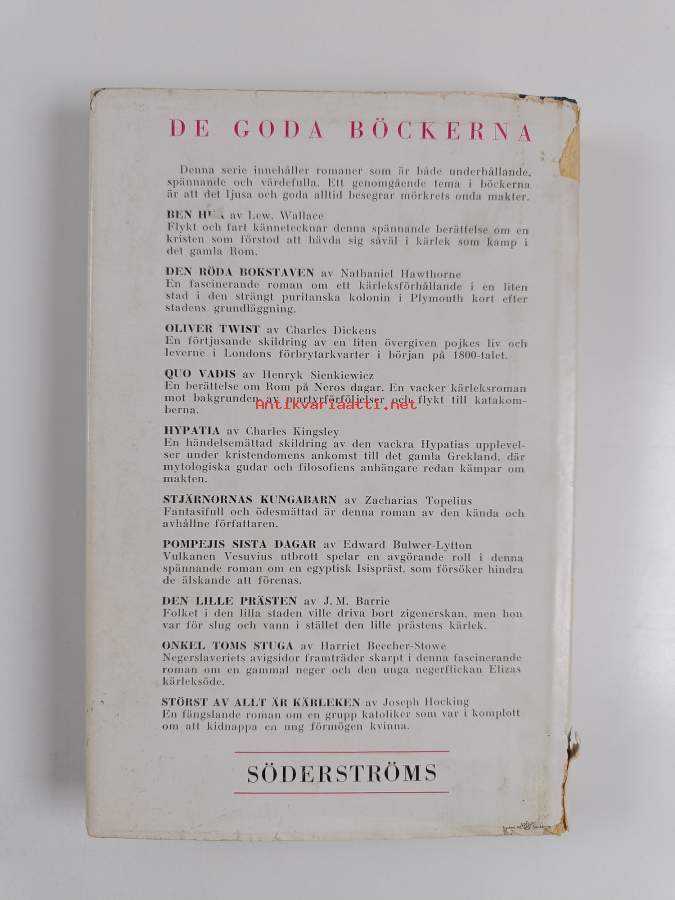 DE GODA BÖCKERNA
Denna serie innehåller romaner som är både underhållande,
spännande och värdefulla. Ett genomgående tema i böckerna
är att det ljusa och goda alltid besegrar mörkrets onda makter.
BEN HUR av Lew. Wallace
Flykt och fart kännetecknar denna spännande berättelse om en
kristen som förstod att hävda sig såväl i kärlek som kamp i
det gamla Rom.
DEN RÖDA BOKSTAVEN av Nathaniel Hawthorne
En fascinerande roman om ett kärleksförhållande i en liten
stad i den strängt puritanska kolonin i Plymouth kort efter
stadens grundläggning.
OLIVER TWIST av Charles Dickens
En förtjusande skildring av en liten övergiven pojkes liv och
leverne i Londons förbrytarkvarter i början på 1800-talet.
QUO VADIS av Henryk Sienkiewicz
En berättelse om Rom på Neros dagar. En vacker kärleksroman
mot bakgrunden av martyrförföljelser och flykt till katakom-
berna.
Antikvariaatti.net
HYPATIA av Charles Kingsley
En händelsemättad skildring av den vackra Hypatias upplevel-
ser under kristendomens ankomst till det gamla Grekland, där
mytologiska gudar och filosofiens anhängare redan kämpar om
makten.
STJÄRNORNAS KUNGABARN av Zacharias Topelius
Fantasifull och ödesmättad är denna roman av den kända och
avhållne författaren.
POMPEJIS SISTA DAGAR av Edward Bulwer-Lytton
Vulkanen Vesuvius utbrott spelar en avgörande roll i denna
spännande roman om en egyptisk Isispräst, som försöker hindra
de älskande att förenas.
DEN LILLE PRÄSTEN av J. M. Barrie
Folket i den lilla staden ville driva bort zigenerskan, men hon
var för slug och vann i stället den lille prästens kärlek.
ONKEL TOMS STUGA av Harriet Beecher-Stowe
Negerslaveriets avigsidor framträder skarpt i denna fascinerande
roman om en gammal neger och den unga negerflickan Elizas
kärleksöde.
STÖRST AV ALLT ÄR KÄRLEKEN av Joseph Hocking
En fängslande roman om en grupp katoliker som var i komplott
om att kidnappa en ung förmögen kvinna.
SÖDERSTRÖMS